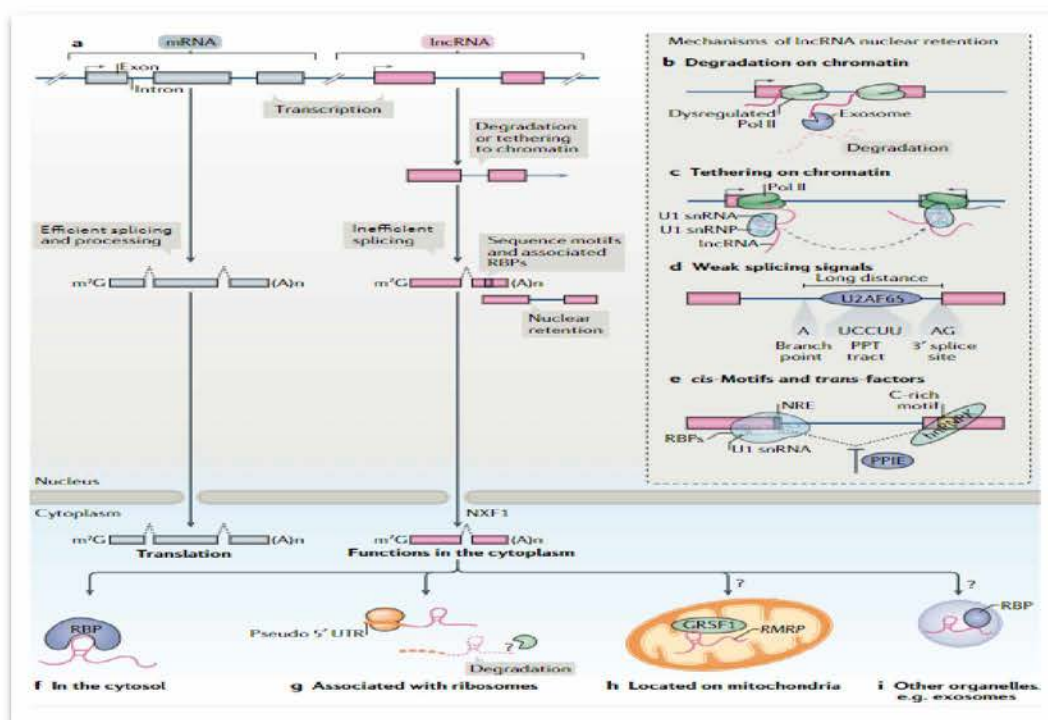 a
mRNA
lncRNA
Exon
Intron
Transcription
Degradation
or tethering
to chromatin
Efficient splicing
and processing
Inefficient
splicing
Sequence motifs
and associated
RBPs
m⁷G
(A)n
m⁷G
(A)n
Nuclear
retention
Mechanisms of lncRNA nuclear retention
b Degradation on chromatin
Dysregulated
Pol II
Exosome
Degradation
c Tethering on chromatin
Pol II
U1 snRNA
U1 snRNP
lncRNA
d Weak splicing signals
Long distance
U2AF65
A
Branch
point
UCCUU
PPT
tract
AG
3′ splice
site
e cis-Motifs and trans-factors
NRE
C-rich
motif
hnRNPK
RBPs
U1 snRNA
PPIE
Nucleus
Cytoplasm
NXF1
m⁷G
(A)n
Translation
m⁷G
(A)n
Functions in the cytoplasm
?
?
RBP
Pseudo 5′ UTR
?
Degradation
GRSF1
RMRP
RBP
f In the cytosol
g Associated with ribosomes
h Located on mitochondria
i Other organelles,
e.g. exosomes